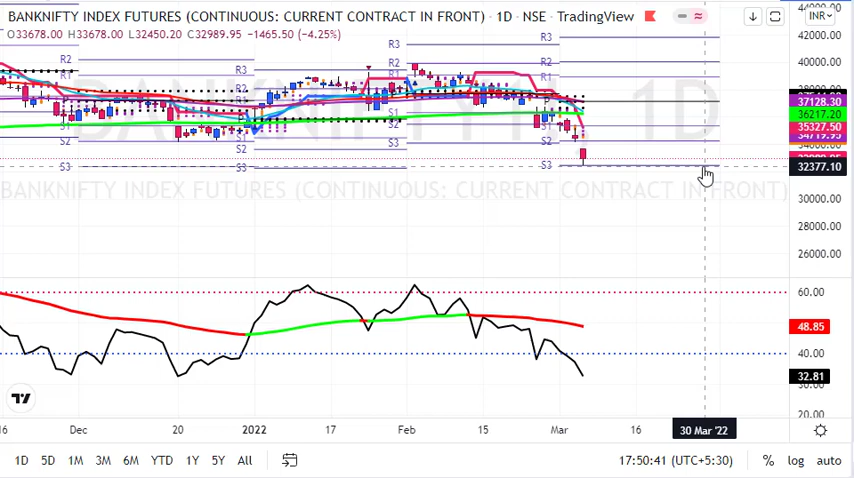 BANKNIFTY INDEX FUTURES (CONTINUOUS: CURRENT CONTRACT IN FRONT) · 1D · NSE · TradingView
O33678.00 H33678.00 L32450.20 C32989.95 −1465.50 (−4.25%)
INR
R3 R3 R3
R2 R2 R2
R1 R1 R1
P
S1 S1 S1
S2 S2 S2 S2
S3 S3 S3
42000.00
40000.00
38000.00
37128.30
36217.20
35327.50
34719.95
32377.10
30000.00
28000.00
26000.00
BANKNIFTY INDEX FUTURES (CONTINUOUS: CURRENT CONTRACT IN FRONT)
60.00
48.85
40.00
32.81
20.00
16 Dec 20 2022 17 Feb 15 Mar 16 30 Mar '22
1D 5D 1M 3M 6M YTD 1Y 5Y All 17:50:41 (UTC+5:30) % log auto